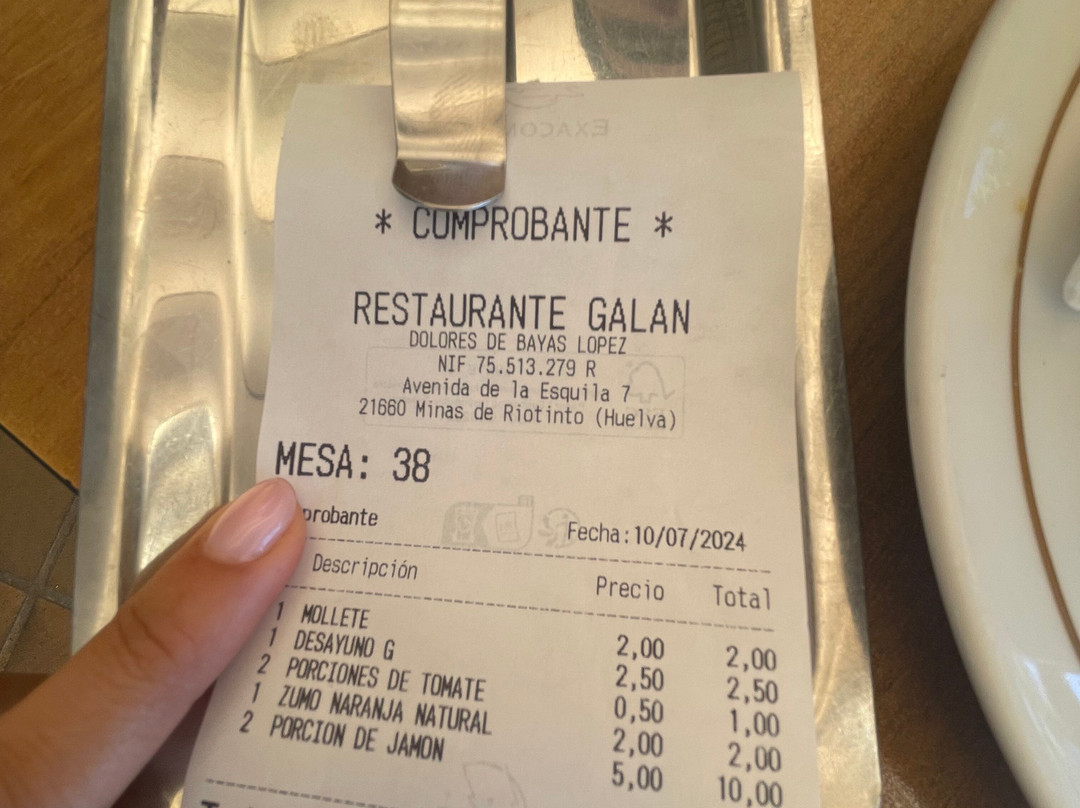 * COMPROBANTE *
RESTAURANTE GALAN
DOLORES DE BAYAS LOPEZ
NIF 75.513.279 R
Avenida de la Esquila 7
21660 Minas de Riotinto (Huelva)
MESA: 38
probante Fecha:10/07/2024
Descripción Precio Total
1 MOLLETE 2,00 2,00
1 DESAYUNO G 2,50 2,50
2 PORCIONES DE TOMATE 0,50 1,00
1 ZUMO NARANJA NATURAL 2,00 2,00
2 PORCION DE JAMON 5,00 10,00